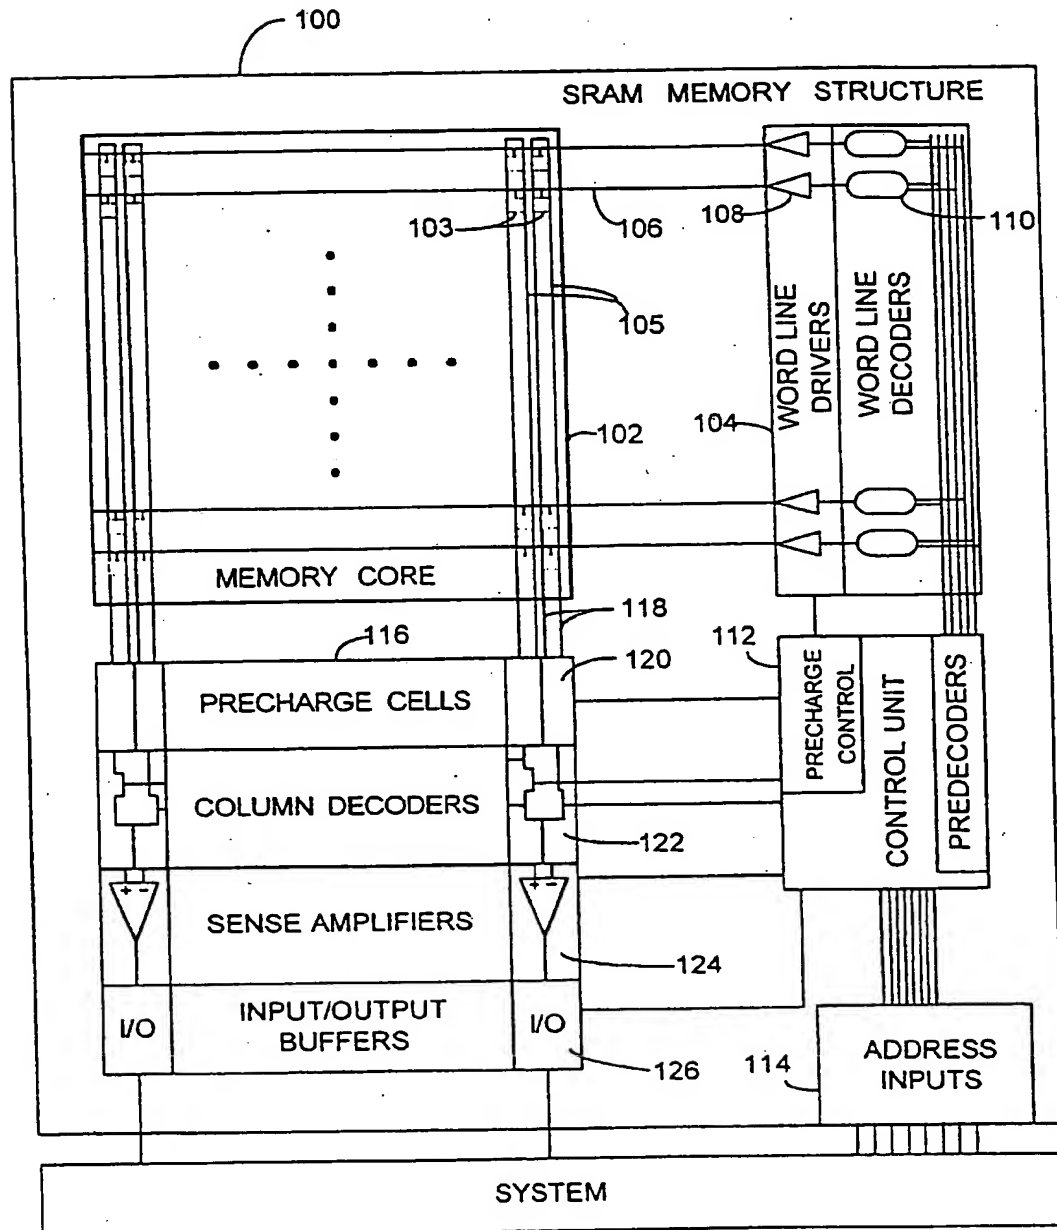 100
SRAM MEMORY STRUCTURE
103
106
108
110
105
WORD LINE
DRIVERS
WORD LINE
DECODERS
102
104
MEMORY CORE
118
116
120
112
PRECHARGE CELLS
PRECHARGE
CONTROL
CONTROL UNIT
PREDECODERS
COLUMN DECODERS
122
+ -
+ -
SENSE AMPLIFIERS
124
I/O
INPUT/OUTPUT
BUFFERS
I/O
126
114
ADDRESS
INPUTS
SYSTEM